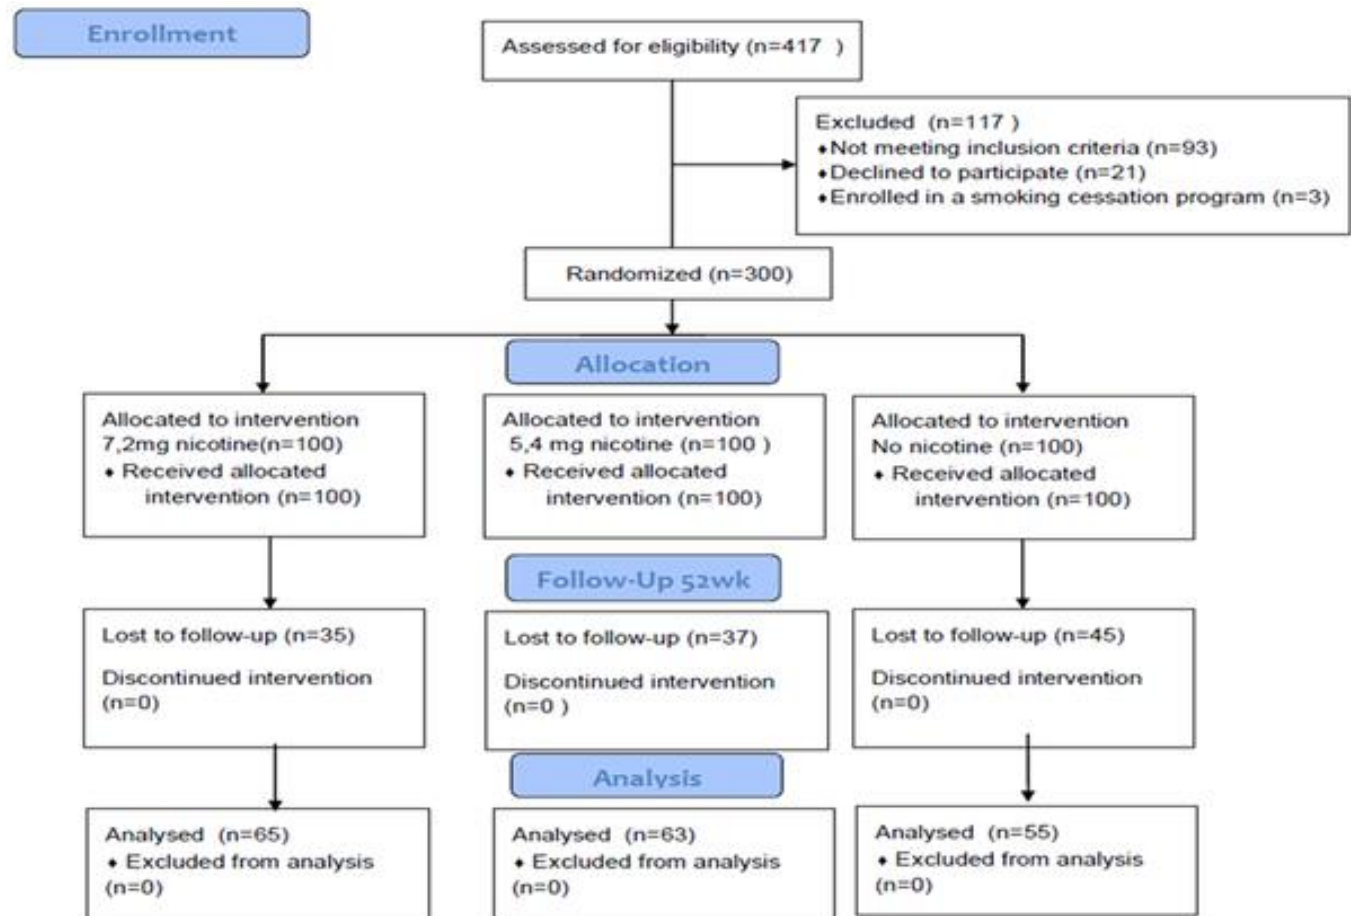 Enrollment
Assessed for eligibility (n=417 )
Excluded (n=117 )
♦Not meeting inclusion criteria (n=93)
♦Declined to participate (n=21)
♦Enrolled in a smoking cessation program (n=3)
Randomized (n=300)
Allocation
Allocated to intervention
7,2mg nicotine(n=100)
♦ Received allocated
intervention (n=100)
Allocated to intervention
5,4 mg nicotine (n=100 )
♦ Received allocated
intervention (n=100)
Allocated to intervention
No nicotine (n=100)
♦ Received allocated
intervention (n=100)
Follow-Up 52wk
Lost to follow-up (n=35)
Discontinued intervention
(n=0)
Lost to follow-up (n=37)
Discontinued intervention
(n=0 )
Lost to follow-up (n=45)
Discontinued intervention
(n=0)
Analysis
Analysed (n=65)
♦ Excluded from analysis
(n=0)
Analysed (n=63)
♦ Excluded from analysis
(n=0)
Analysed (n=55)
♦ Excluded from analysis
(n=0)